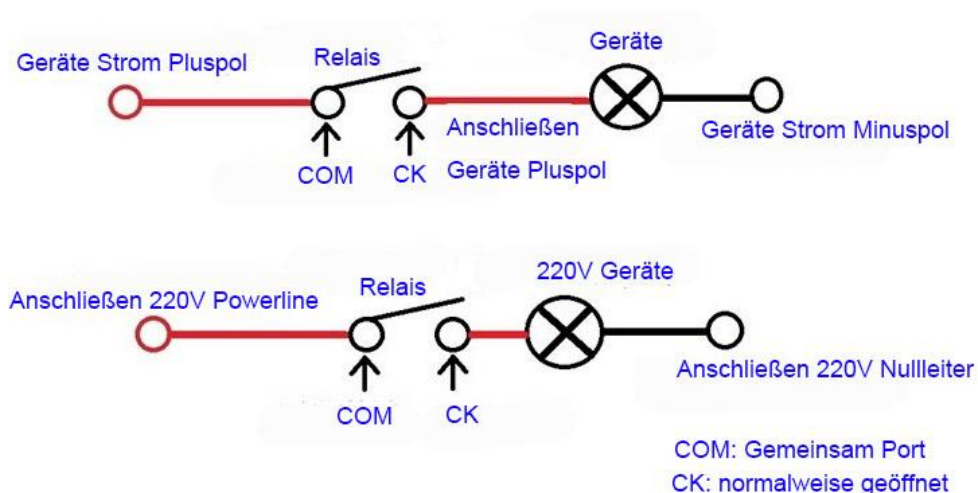 Geräte Strom Pluspol
Relais
Geräte
Geräte Strom Minuspol
Anschließen
Geräte Pluspol
COM
CK
Anschließen 220V Powerline
Relais
220V Geräte
Anschließen 220V Nullleiter
COM
CK
COM: Gemeinsam Port
CK: normalweise geöffnet